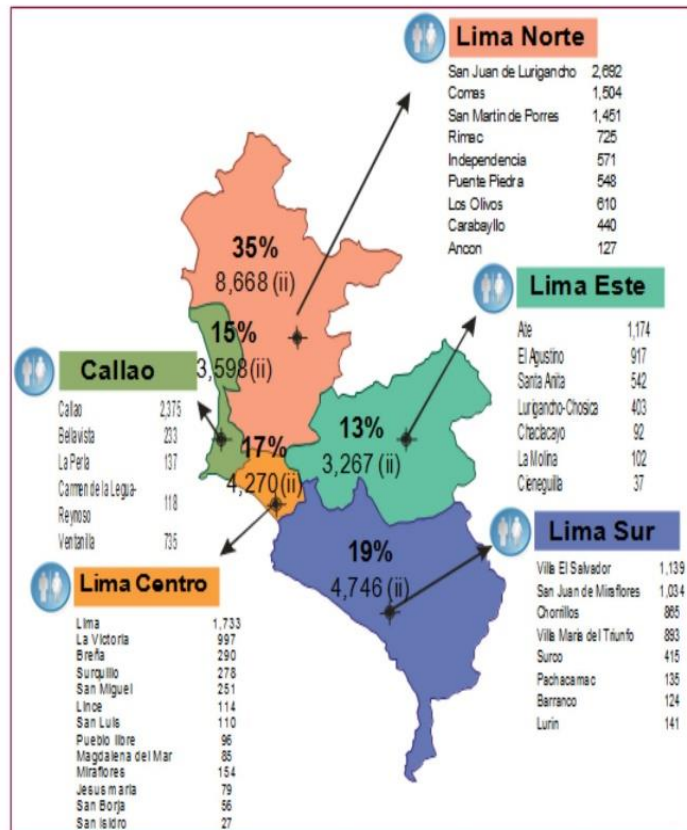 Lima Norte
San Juan de Lurigancho 2,692
Comas 1,504
San Martin de Porres 1,451
Rimac 725
Independencia 571
Puente Piedra 548
Los Olivos 610
Carabayllo 440
Ancon 127
35%
8,668 (ii)
15%
3,598 (ii)
Lima Este
Ate 1,174
El Agustino 917
Santa Anita 542
Lurigancho-Chosica 403
Chaclacayo 92
La Molina 102
Cieneguilla 37
Callao
Callao 2,375
Bellavista 233
La Perla 137
Carmen de la Legua-
Reynoso 118
Ventanilla 735
17%
4,270 (ii)
13%
3,267 (ii)
19%
4,746 (ii)
Lima Sur
Villa El Salvador 1,139
San Juan de Miraflores 1,034
Chorrillos 865
Villa Maria del Triunfo 893
Surco 415
Pachacamac 135
Barranco 124
Lurin 141
Lima Centro
Lima 1,733
La Victoria 997
Breña 290
Surquillo 278
San Miguel 251
Lince 114
San Luis 110
Pueblo libre 96
Magdalena del Mar 85
Miraflores 154
Jesus maria 79
San Borja 56
San Isidro 27